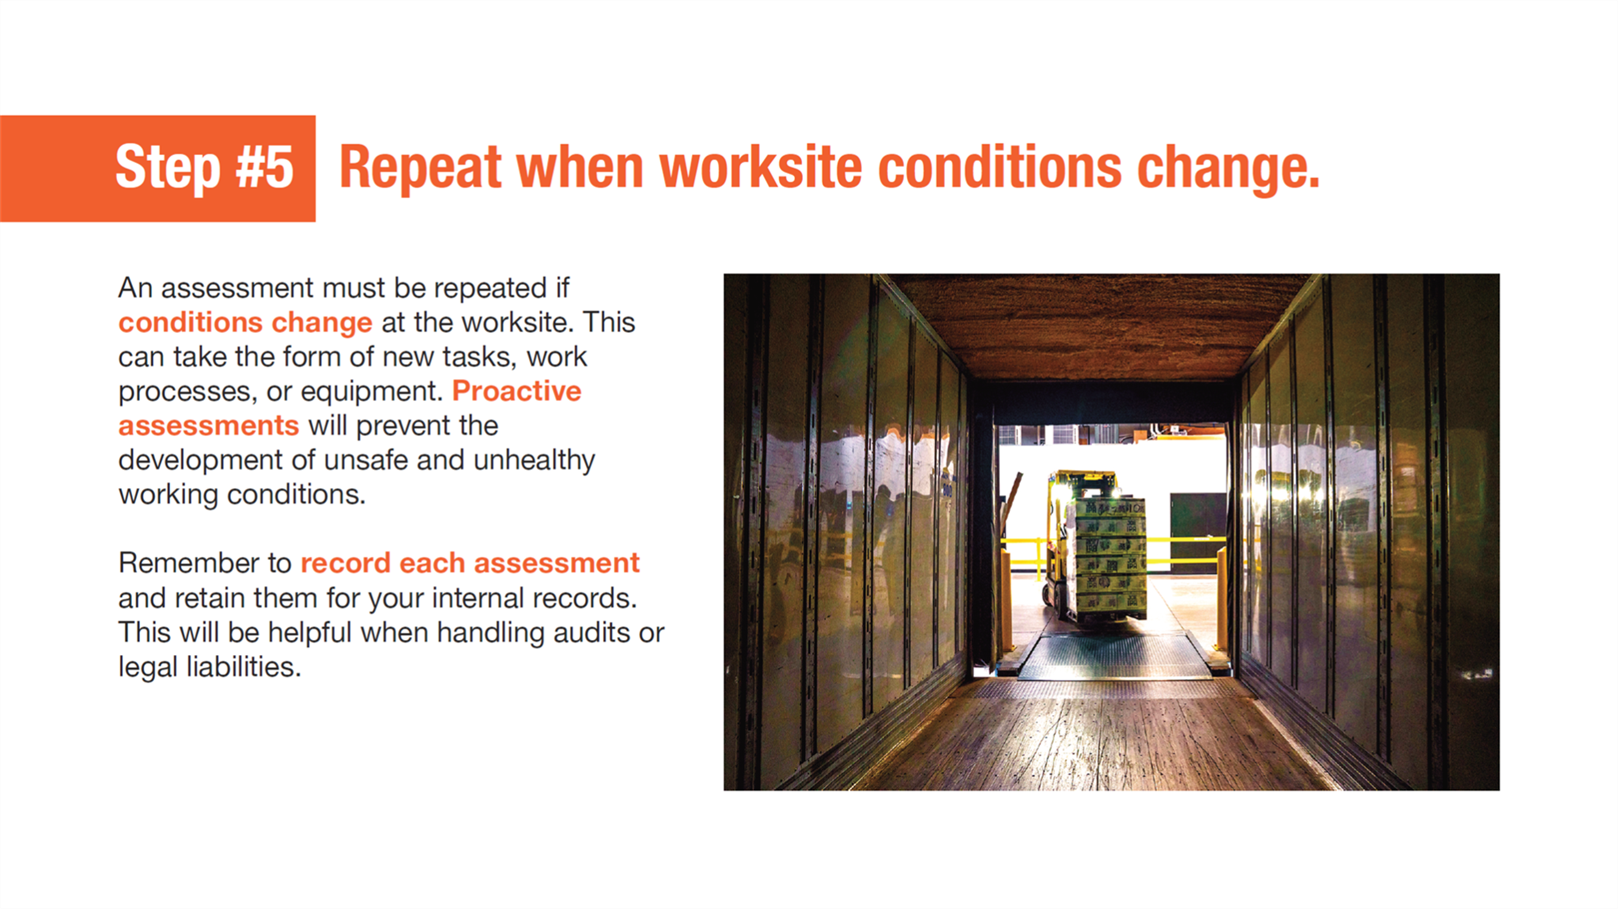 Step #5 Repeat when worksite conditions change.
An assessment must be repeated if
conditions change at the worksite. This
can take the form of new tasks, work
processes, or equipment. Proactive
assessments will prevent the
development of unsafe and unhealthy
working conditions.
Remember to record each assessment
and retain them for your internal records.
This will be helpful when handling audits or
legal liabilities.